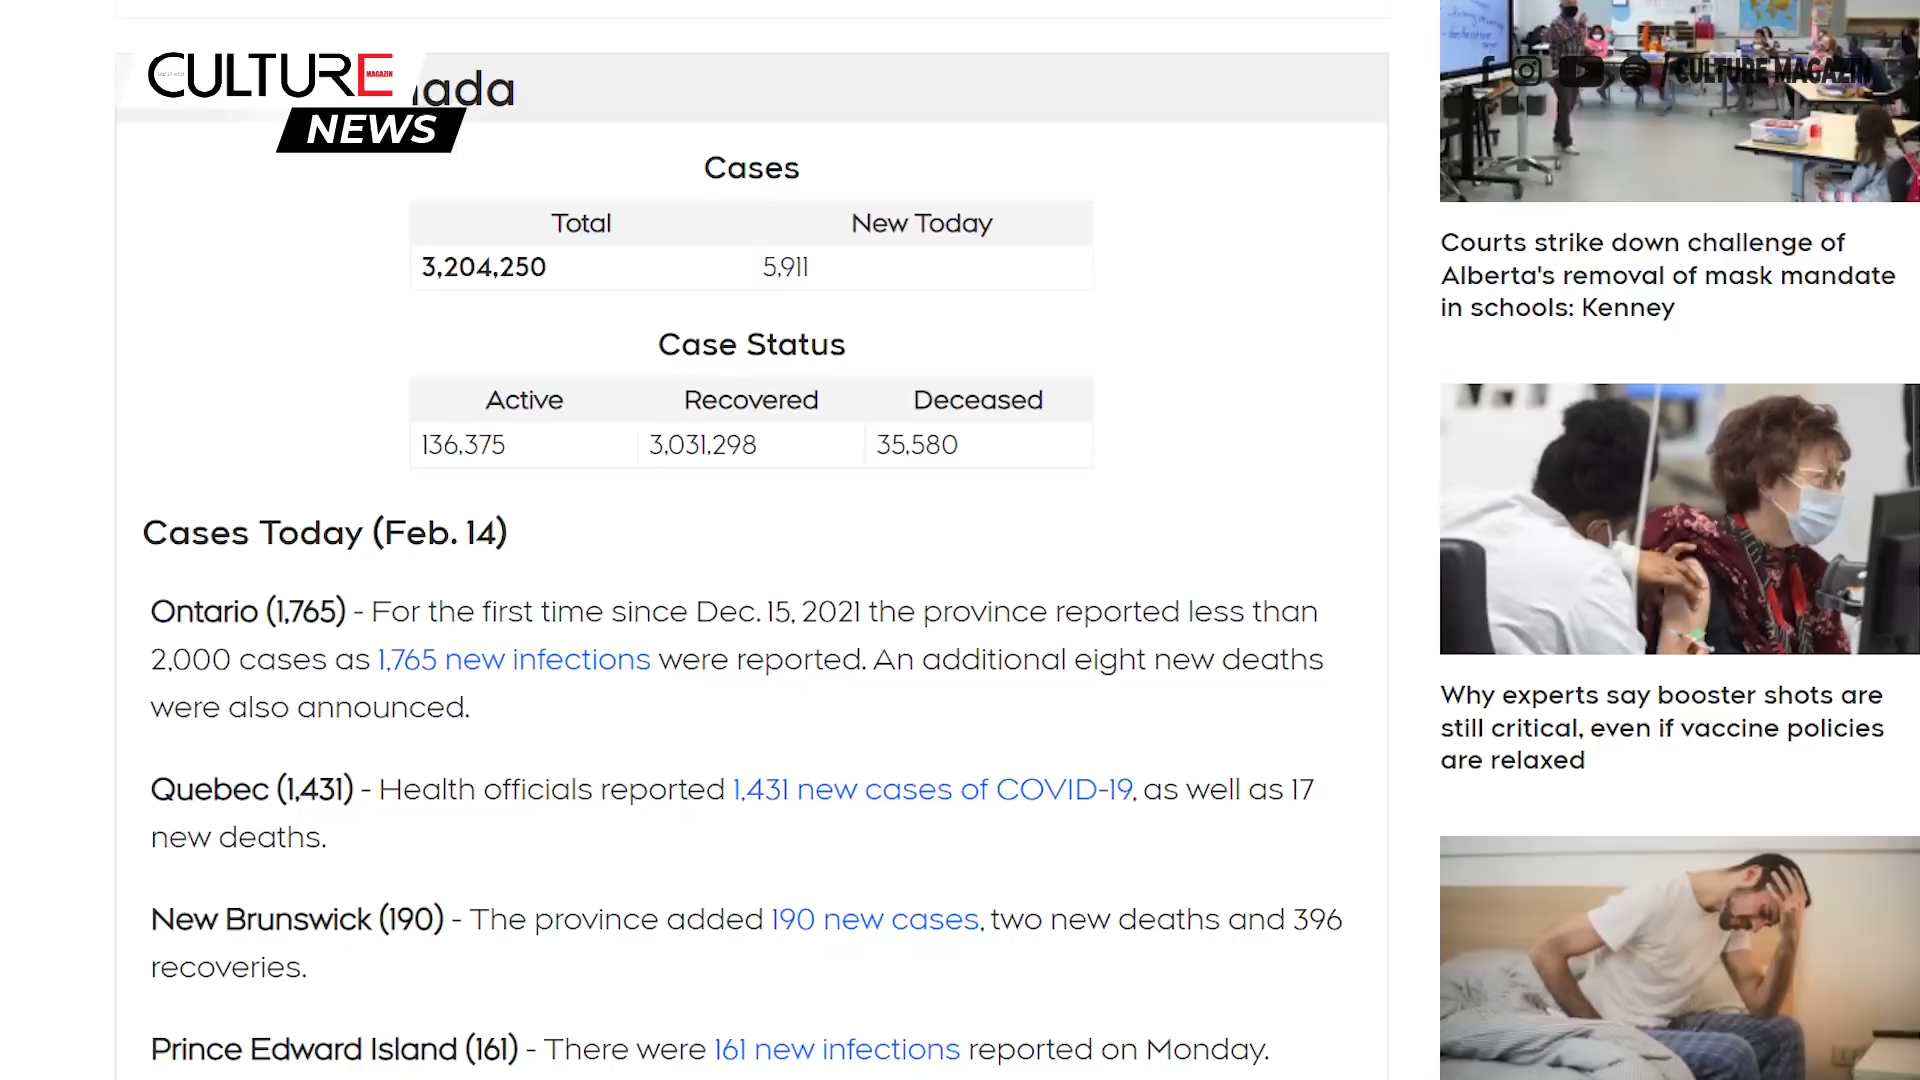 CULTURE
MAGAZIN
NEWS
nada
/ CULTURE MAGAZIN
Cases
Total New Today
3,204,250 5,911
Case Status
Active Recovered Deceased
136,375 3,031,298 35,580
Cases Today (Feb. 14)
Ontario (1,765) - For the first time since Dec. 15, 2021 the province reported less than
2,000 cases as 1,765 new infections were reported. An additional eight new deaths
were also announced.
Quebec (1,431) - Health officials reported 1,431 new cases of COVID-19, as well as 17
new deaths.
New Brunswick (190) - The province added 190 new cases, two new deaths and 396
recoveries.
Prince Edward Island (161) - There were 161 new infections reported on Monday.
Courts strike down challenge of
Alberta's removal of mask mandate
in schools: Kenney
Why experts say booster shots are
still critical, even if vaccine policies
are relaxed